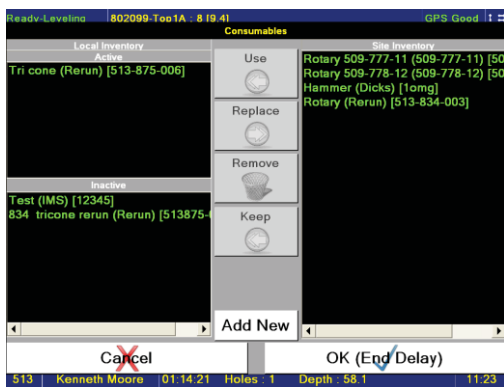 Ready-Leveling 802099-Top1A : 8 [9.4] GPS Good
Consumables
Local Inventory
Active
Tri cone (Rerun) [513-875-006]
Inactive
Test (IMS) [12345]
834 tricone rerun (Rerun) [513875-
Use
Replace
Remove
Keep
Add New
Site Inventory
Rotary 509-777-11 (509-777-11) [50
Rotary 509-778-12 (509-778-12) [50
Hammer (Dicks) [1omg]
Rotary (Rerun) [513-834-003]
Cancel
OK (End Delay)
513 Kenneth Moore 01:14:21 Holes : 1 Depth : 58.1 11:23